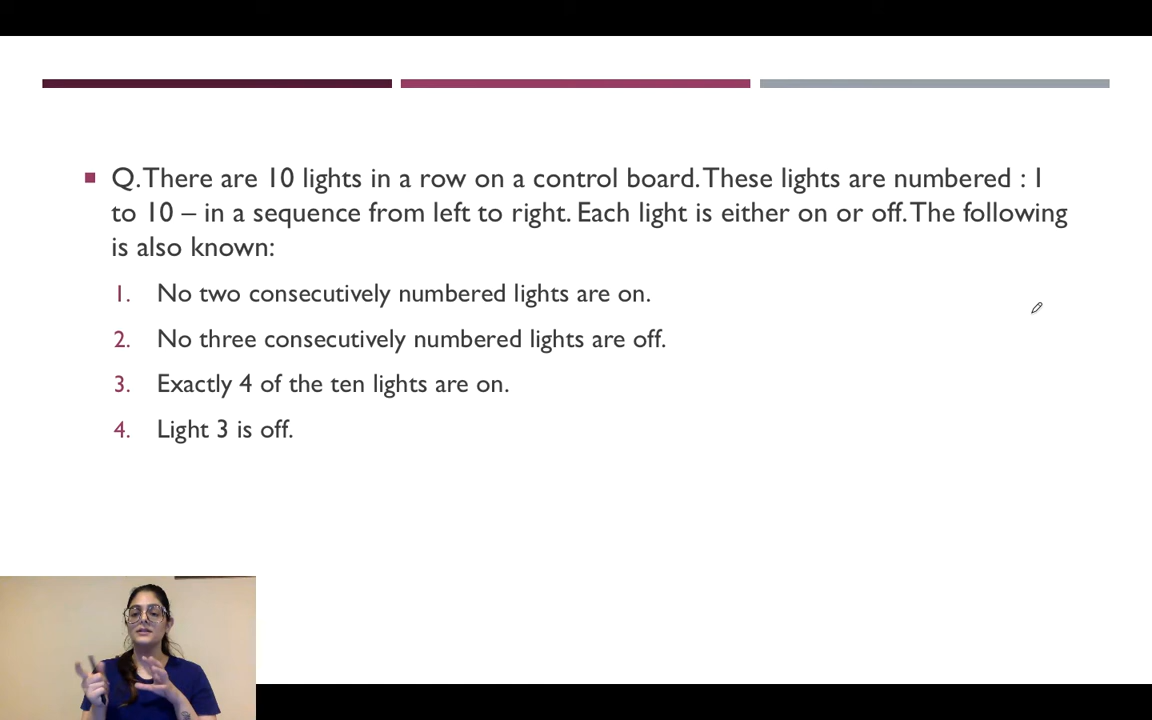 Q. There are 10 lights in a row on a control board. These lights are numbered : 1
to 10 – in a sequence from left to right. Each light is either on or off. The following
is also known:
1. No two consecutively numbered lights are on.
2. No three consecutively numbered lights are off.
3. Exactly 4 of the ten lights are on.
4. Light 3 is off.